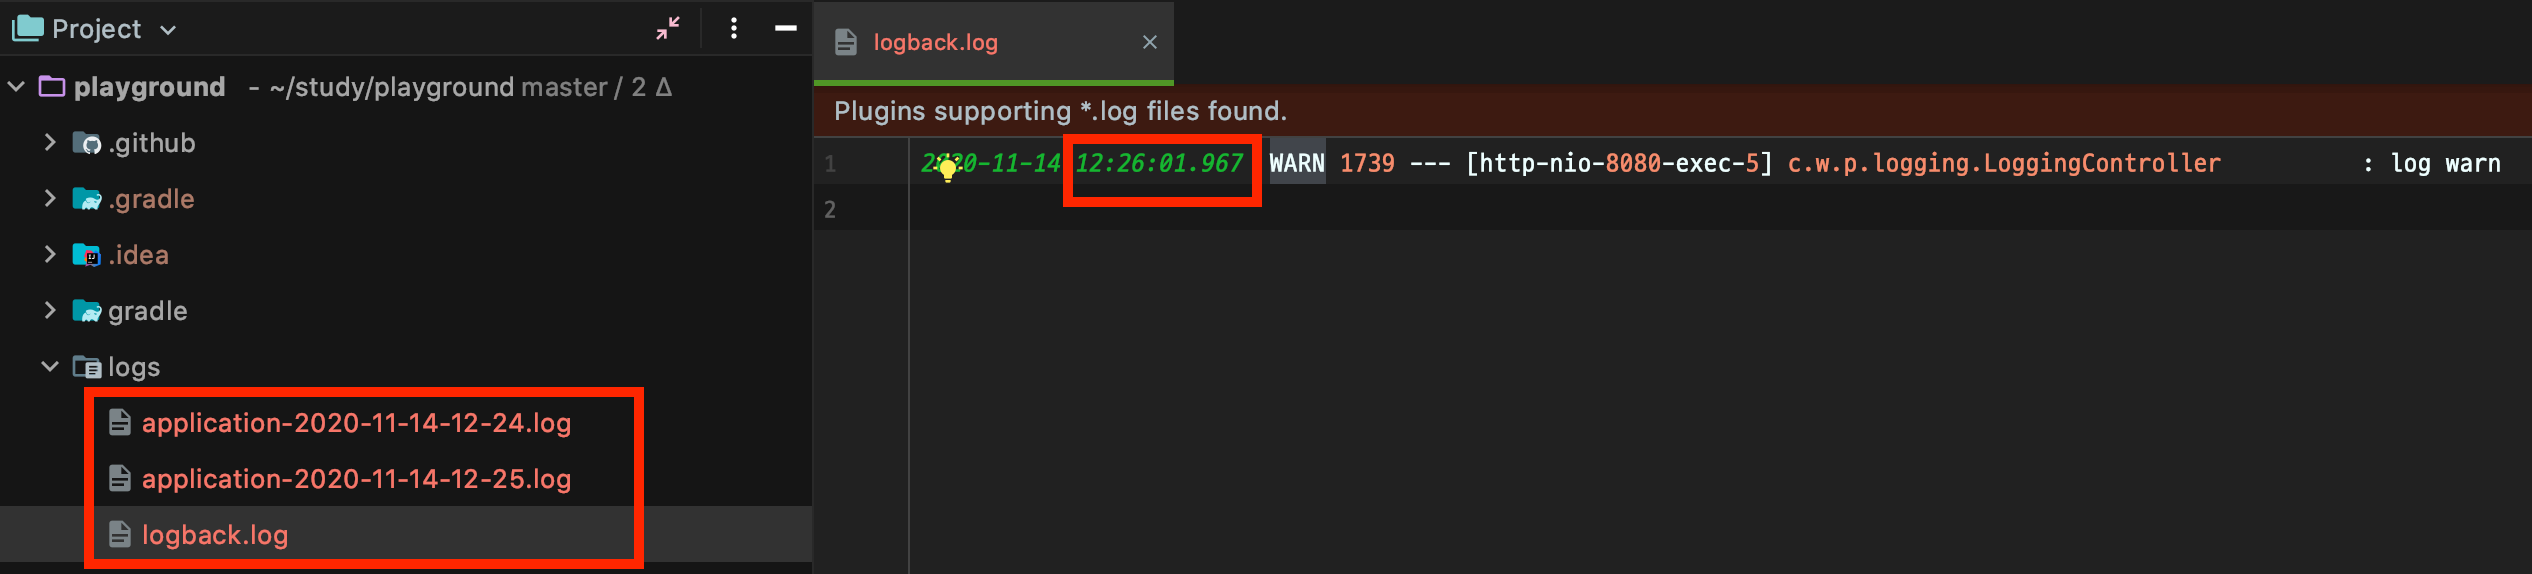 Project
playground - ~/study/playground master / 2 Δ
.github
.gradle
.idea
gradle
logs
application-2020-11-14-12-24.log
application-2020-11-14-12-25.log
logback.log
logback.log
Plugins supporting *.log files found.
1 2020-11-14 12:26:01.967 WARN 1739 --- [http-nio-8080-exec-5] c.w.p.logging.LoggingController : log warn
2